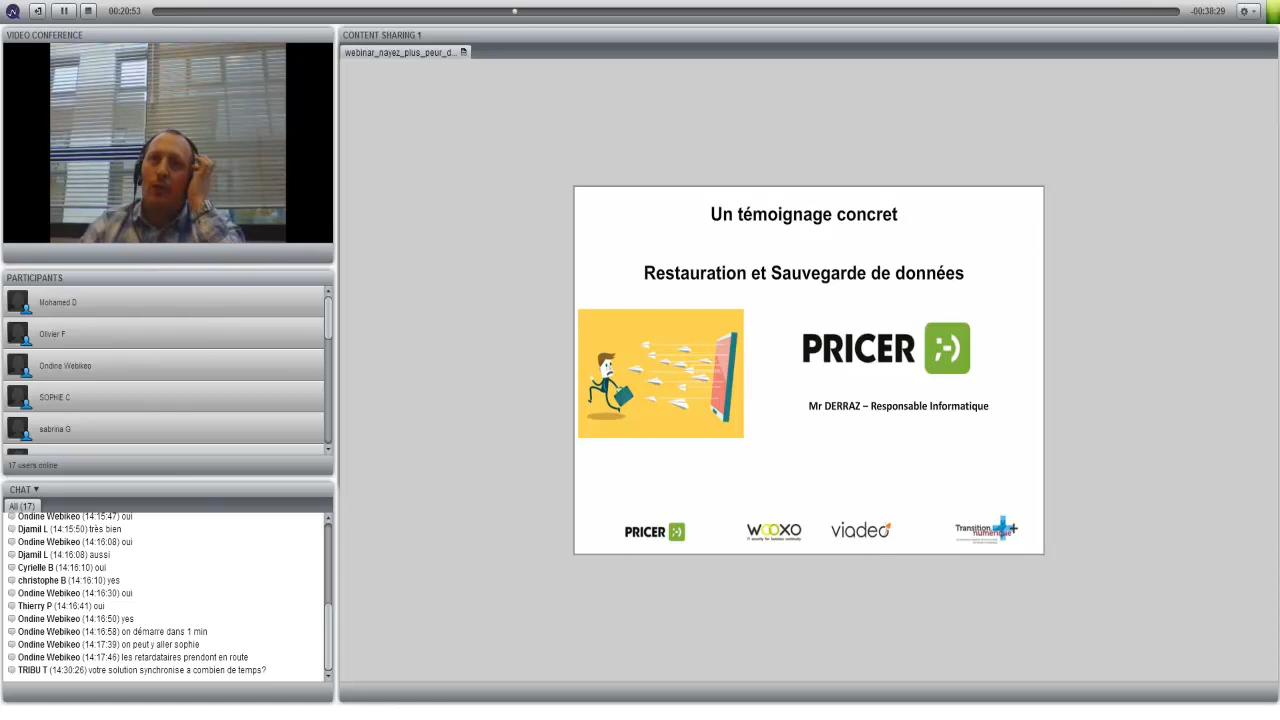 00:20:53
-00:38:29
VIDEO CONFERENCE
PARTICIPANTS
Mohamed D
Olivier F
Ondine Webikeo
SOPHIE C
sabrina G
17 users online
CHAT
All (17)
Ondine Webikeo (14:15:47) oui
Djamil L (14:15:50) très bien
Ondine Webikeo (14:16:08) oui
Djamil L (14:16:08) aussi
Cyrielle B (14:16:10) oui
christophe B (14:16:10) yes
Ondine Webikeo (14:16:30) oui
Thierry P (14:16:41) oui
Ondine Webikeo (14:16:50) yes
Ondine Webikeo (14:16:58) on démarre dans 1 min
Ondine Webikeo (14:17:39) on peut y aller sophie
Ondine Webikeo (14:17:46) les retardataires prendont en route
TRIBU T (14:30:26) votre solution synchronise a combien de temps?
CONTENT SHARING 1
webinar_nayez_plus_peur_d...
Un témoignage concret
Restauration et Sauvegarde de données
PRICER ;-)
Mr DERRAZ – Responsable Informatique
PRICER ;-)
WOOXO
IT security for business continuity
viadeo
Transition
numérique